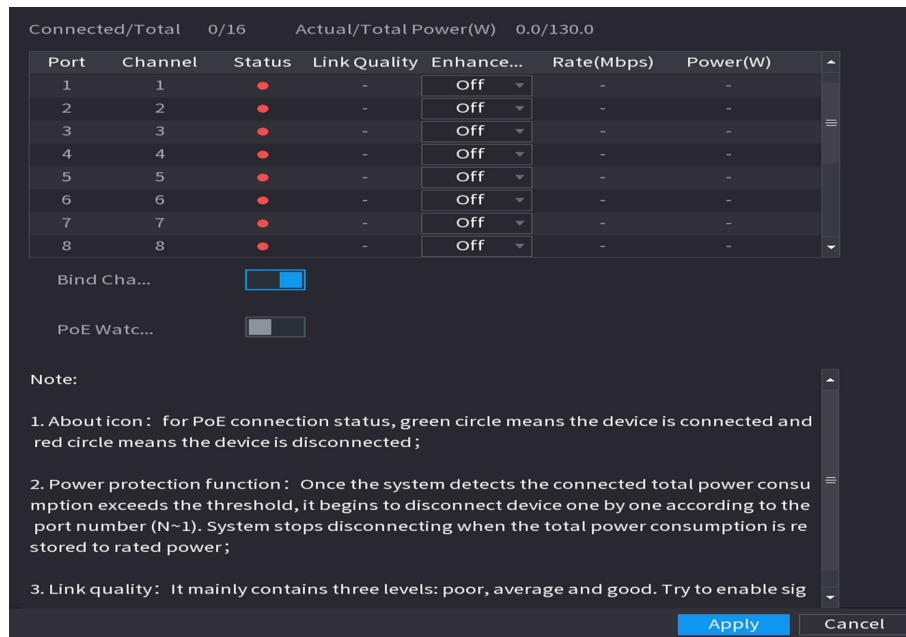 Connected/Total 0/16 Actual/Total Power(W) 0.0/130.0
Port Channel Status Link Quality Enhance... Rate(Mbps) Power(W)
1 1 - Off - -
2 2 - Off - -
3 3 - Off - -
4 4 - Off - -
5 5 - Off - -
6 6 - Off - -
7 7 - Off - -
8 8 - Off - -
Bind Cha...
PoE Watc...
Note:
1. About icon：for PoE connection status, green circle means the device is connected and
red circle means the device is disconnected；
2. Power protection function：Once the system detects the connected total power consu
mption exceeds the threshold, it begins to disconnect device one by one according to the
port number (N~1). System stops disconnecting when the total power consumption is re
stored to rated power；
3. Link quality：It mainly contains three levels: poor, average and good. Try to enable sig
Apply Cancel